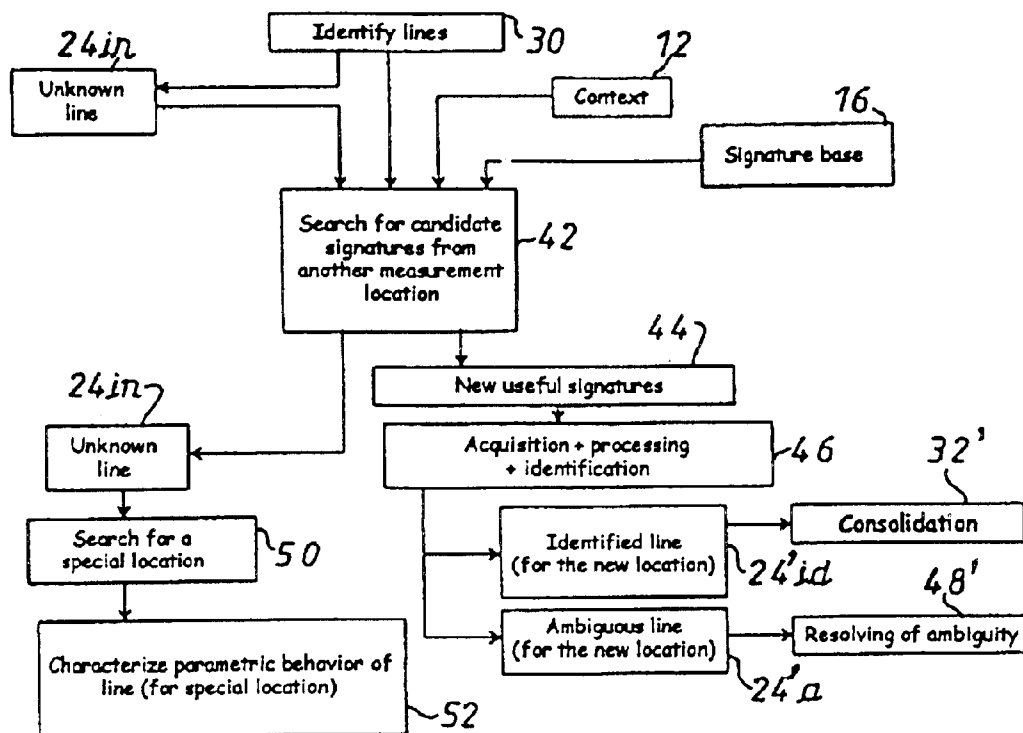 Identify lines
30
24in
Unknown
line
12
Context
16
Signature base
Search for candidate
signatures from
another measurement
location
42
44
New useful signatures
24in
Unknown
line
Acquisition + processing
+ identification
46
32'
Search for a
special location
50
Identified line
(for the new location)
24'id
Consolidation
48'
Characterize parametric behavior of
line (for special location)
52
Ambiguous line
(for the new location)
24'a
Resolving of ambiguity